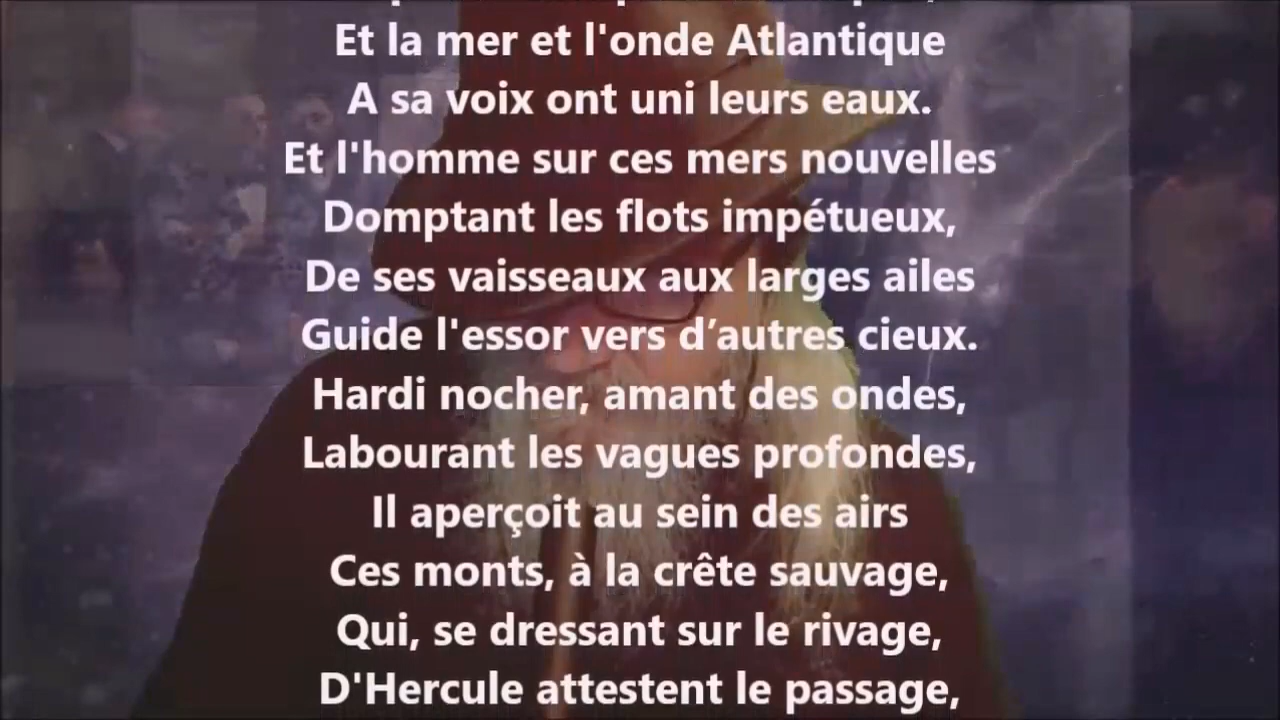 Et la mer et l'onde Atlantique
A sa voix ont uni leurs eaux.
Et l'homme sur ces mers nouvelles
Domptant les flots impétueux,
De ses vaisseaux aux larges ailes
Guide l'essor vers d’autres cieux.
Hardi nocher, amant des ondes,
Labourant les vagues profondes,
Il aperçoit au sein des airs
Ces monts, à la crête sauvage,
Qui, se dressant sur le rivage,
D'Hercule attestent le passage,